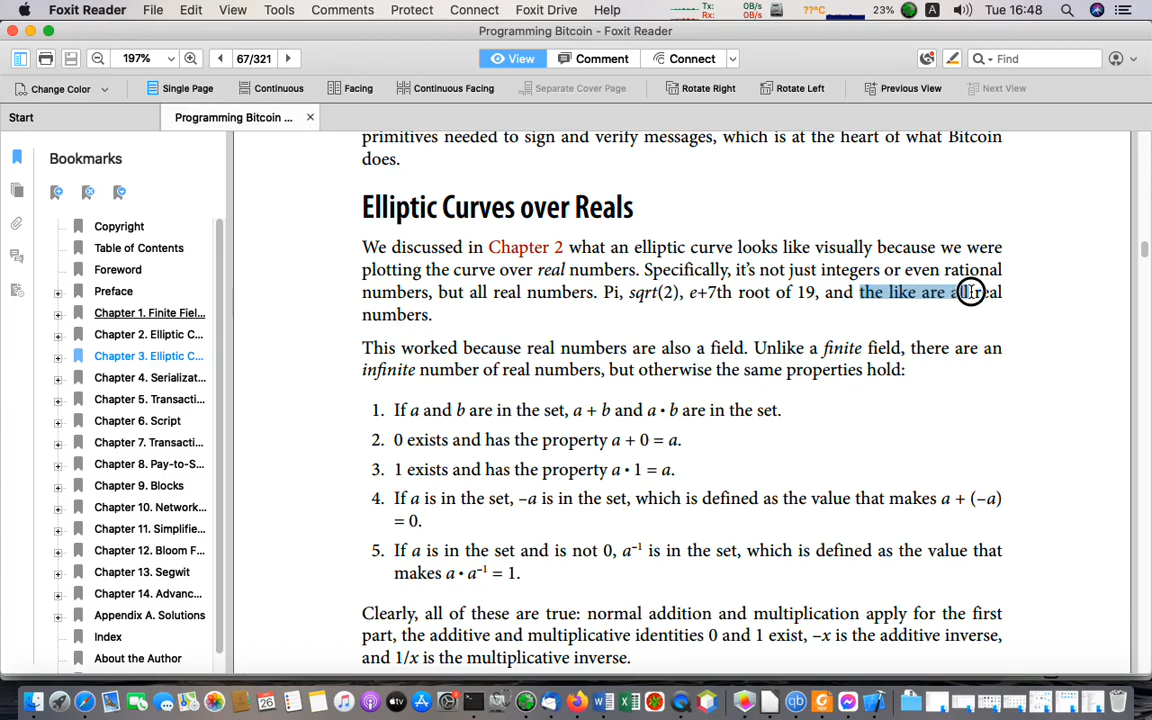 Foxit Reader File Edit View Tools Comments Protect Connect Foxit Drive Help Tx: Rx: 0B/s 0B/s ??°C 23% A Tue 16:48
Programming Bitcoin - Foxit Reader
197% 67/321 View Comment Connect Find
Change Color Single Page Continuous Facing Continuous Facing Separate Cover Page Rotate Right Rotate Left Previous View Next View
Start Programming Bitcoin ...
Bookmarks
Copyright
Table of Contents
Foreword
Preface
Chapter 1. Finite Fiel...
Chapter 2. Elliptic C...
Chapter 3. Elliptic C...
Chapter 4. Serializat...
Chapter 5. Transacti...
Chapter 6. Script
Chapter 7. Transacti...
Chapter 8. Pay-to-S...
Chapter 9. Blocks
Chapter 10. Network...
Chapter 11. Simplifie...
Chapter 12. Bloom F...
Chapter 13. Segwit
Chapter 14. Advanc...
Appendix A. Solutions
Index
About the Author
primitives needed to sign and verify messages, which is at the heart of what Bitcoin
does.
Elliptic Curves over Reals
We discussed in Chapter 2 what an elliptic curve looks like visually because we were
plotting the curve over real numbers. Specifically, it's not just integers or even rational
numbers, but all real numbers. Pi, sqrt(2), e+7th root of 19, and the like are all real
numbers.
This worked because real numbers are also a field. Unlike a finite field, there are an
infinite number of real numbers, but otherwise the same properties hold:
1. If a and b are in the set, a + b and a · b are in the set.
2. 0 exists and has the property a + 0 = a.
3. 1 exists and has the property a · 1 = a.
4. If a is in the set, –a is in the set, which is defined as the value that makes a + (–a)
= 0.
5. If a is in the set and is not 0, a⁻¹ is in the set, which is defined as the value that
makes a · a⁻¹ = 1.
Clearly, all of these are true: normal addition and multiplication apply for the first
part, the additive and multiplicative identities 0 and 1 exist, –x is the additive inverse,
and 1/x is the multiplicative inverse.
26